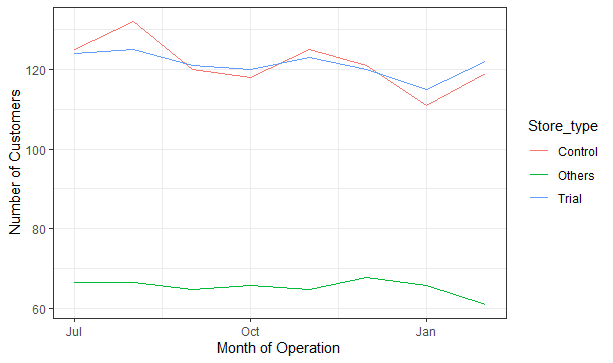 Number of Customers
120
100
80
60
Jul
Oct
Jan
Month of Operation
Store_type
Control
Others
Trial